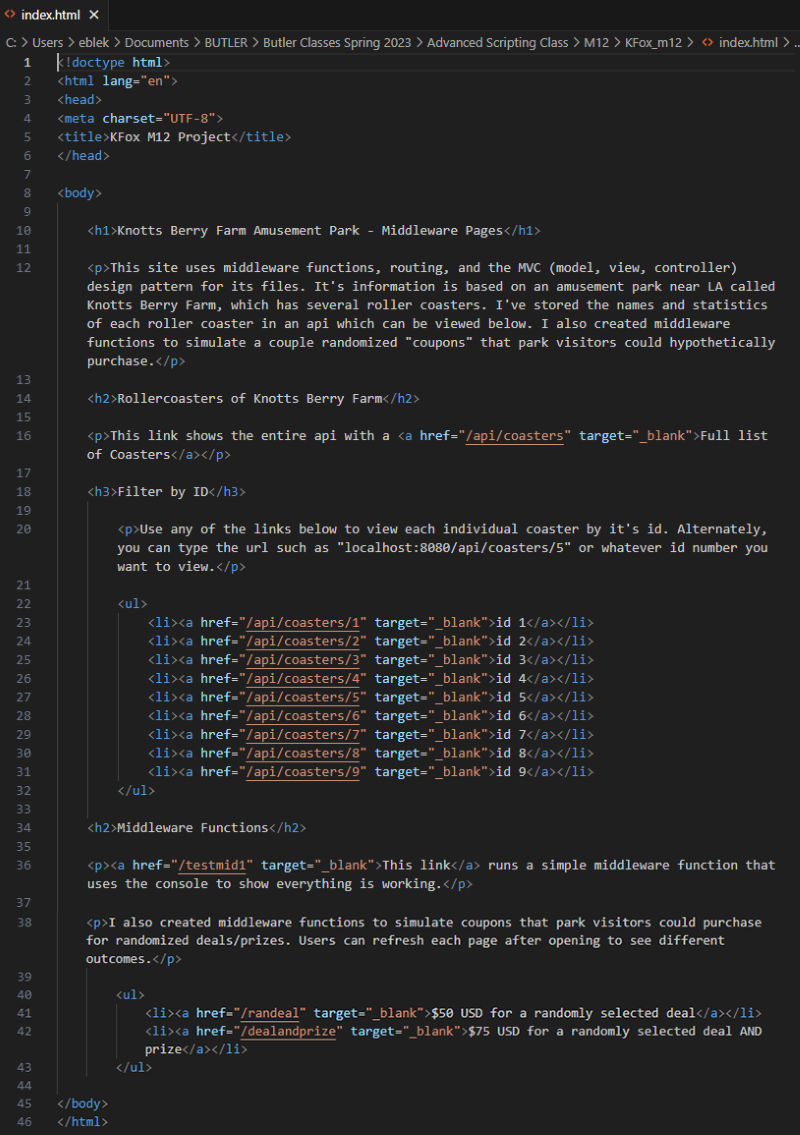 index.html
C: > Users > eblek > Documents > BUTLER > Butler Classes Spring 2023 > Advanced Scripting Class > M12 > KFox_m12 > index.html > ...
1 <!doctype html>
2 <html lang="en">
3 <head>
4 <meta charset="UTF-8">
5 <title>KFox M12 Project</title>
6 </head>
7
8 <body>
9
10 <h1>Knotts Berry Farm Amusement Park - Middleware Pages</h1>
11
12 <p>This site uses middleware functions, routing, and the MVC (model, view, controller)
design pattern for its files. It's information is based on an amusement park near LA called
Knotts Berry Farm, which has several roller coasters. I've stored the names and statistics
of each roller coaster in an api which can be viewed below. I also created middleware
functions to simulate a couple randomized "coupons" that park visitors could hypothetically
purchase.</p>
13
14 <h2>Rollercoasters of Knotts Berry Farm</h2>
15
16 <p>This link shows the entire api with a <a href="/api/coasters" target="_blank">Full list
of Coasters</a></p>
17
18 <h3>Filter by ID</h3>
19
20 <p>Use any of the links below to view each individual coaster by it's id. Alternately,
you can type the url such as "localhost:8080/api/coasters/5" or whatever id number you
want to view.</p>
21
22 <ul>
23 <li><a href="/api/coasters/1" target="_blank">id 1</a></li>
24 <li><a href="/api/coasters/2" target="_blank">id 2</a></li>
25 <li><a href="/api/coasters/3" target="_blank">id 3</a></li>
26 <li><a href="/api/coasters/4" target="_blank">id 4</a></li>
27 <li><a href="/api/coasters/5" target="_blank">id 5</a></li>
28 <li><a href="/api/coasters/6" target="_blank">id 6</a></li>
29 <li><a href="/api/coasters/7" target="_blank">id 7</a></li>
30 <li><a href="/api/coasters/8" target="_blank">id 8</a></li>
31 <li><a href="/api/coasters/9" target="_blank">id 9</a></li>
32 </ul>
33
34 <h2>Middleware Functions</h2>
35
36 <p><a href="/testmid1" target="_blank">This link</a> runs a simple middleware function that
uses the console to show everything is working.</p>
37
38 <p>I also created middleware functions to simulate coupons that park visitors could purchase
for randomized deals/prizes. Users can refresh each page after opening to see different
outcomes.</p>
39
40 <ul>
41 <li><a href="/randeal" target="_blank">$50 USD for a randomly selected deal</a></li>
42 <li><a href="/dealandprize" target="_blank">$75 USD for a randomly selected deal AND
prize</a></li>
43 </ul>
44
45 </body>
46 </html>